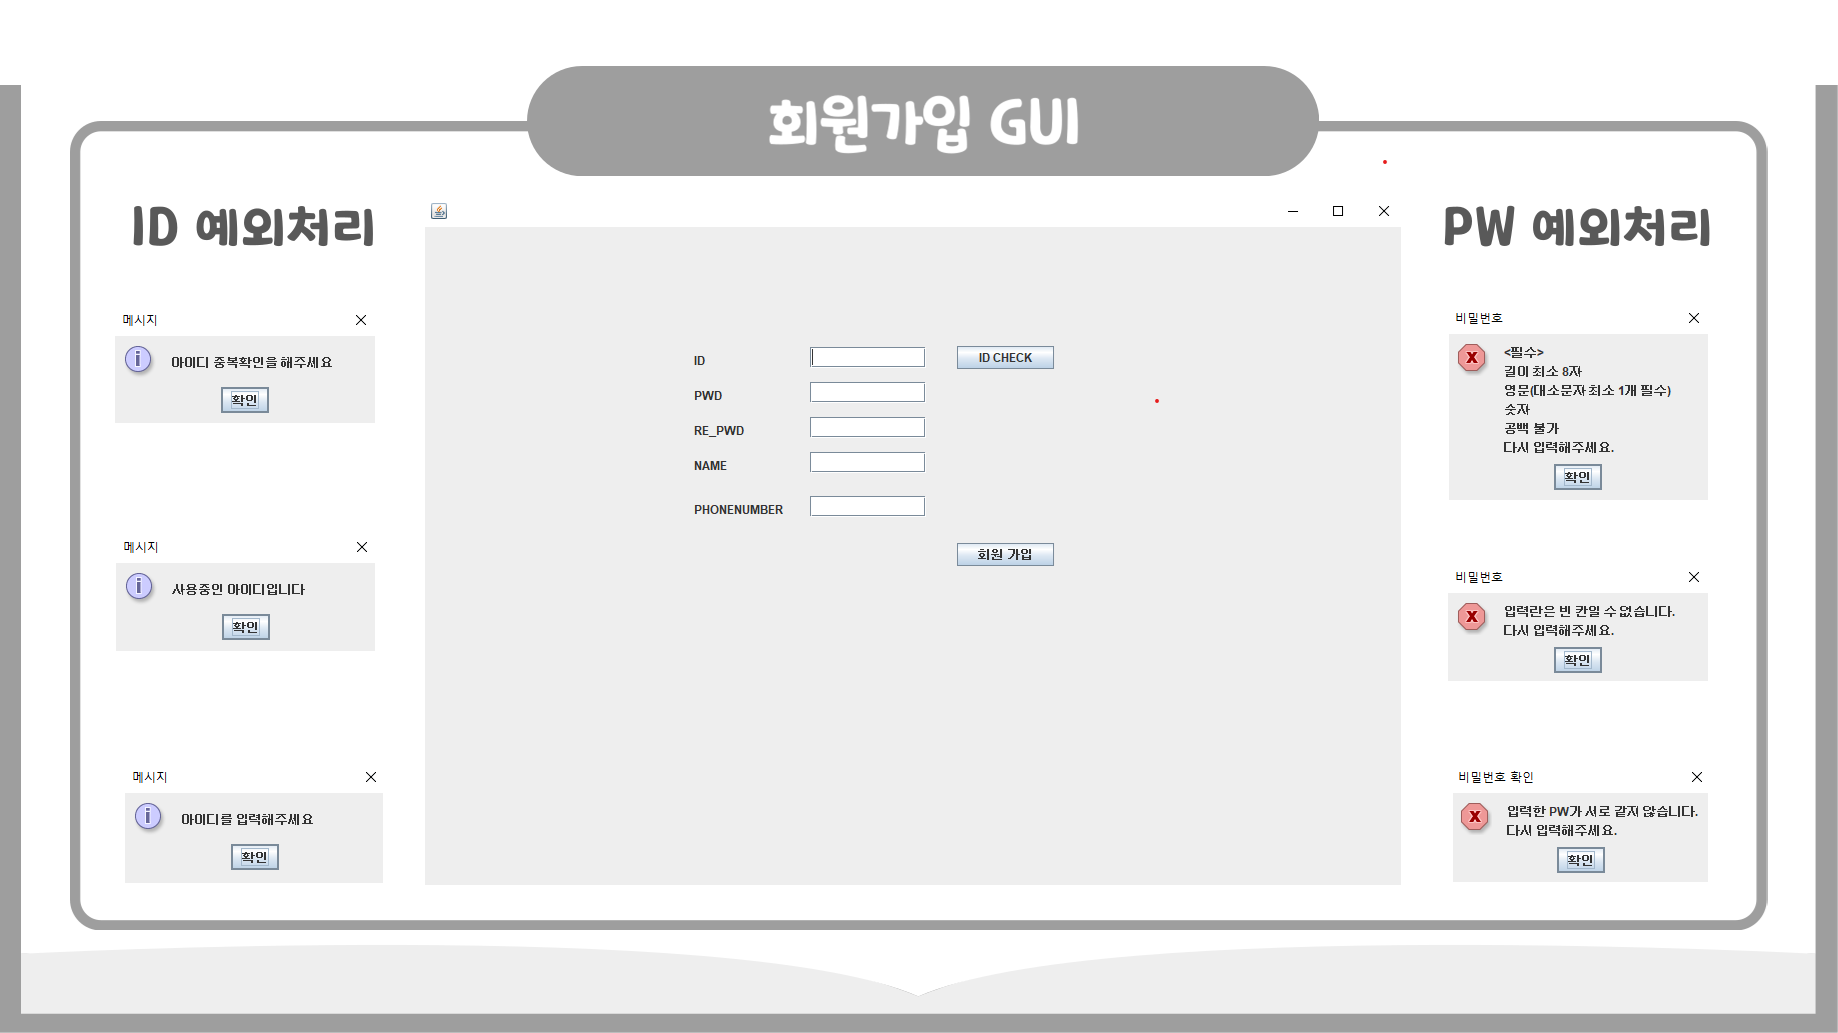 회원가입 GUI
ID 예외처리
메시지
아이디 중복확인을 해주세요
확인
메시지
사용중인 아이디입니다
확인
메시지
아이디를 입력해주세요
확인
ID
ID CHECK
PWD
RE_PWD
NAME
PHONENUMBER
회원 가입
PW 예외처리
비밀번호
<필수>
길이 최소 8자
영문(대소문자 최소 1개 필수)
숫자
공백 불가
다시 입력해주세요.
확인
비밀번호
입력란은 빈 칸일 수 없습니다.
다시 입력해주세요.
확인
비밀번호 확인
입력한 PW가 서로 같지 않습니다.
다시 입력해주세요.
확인